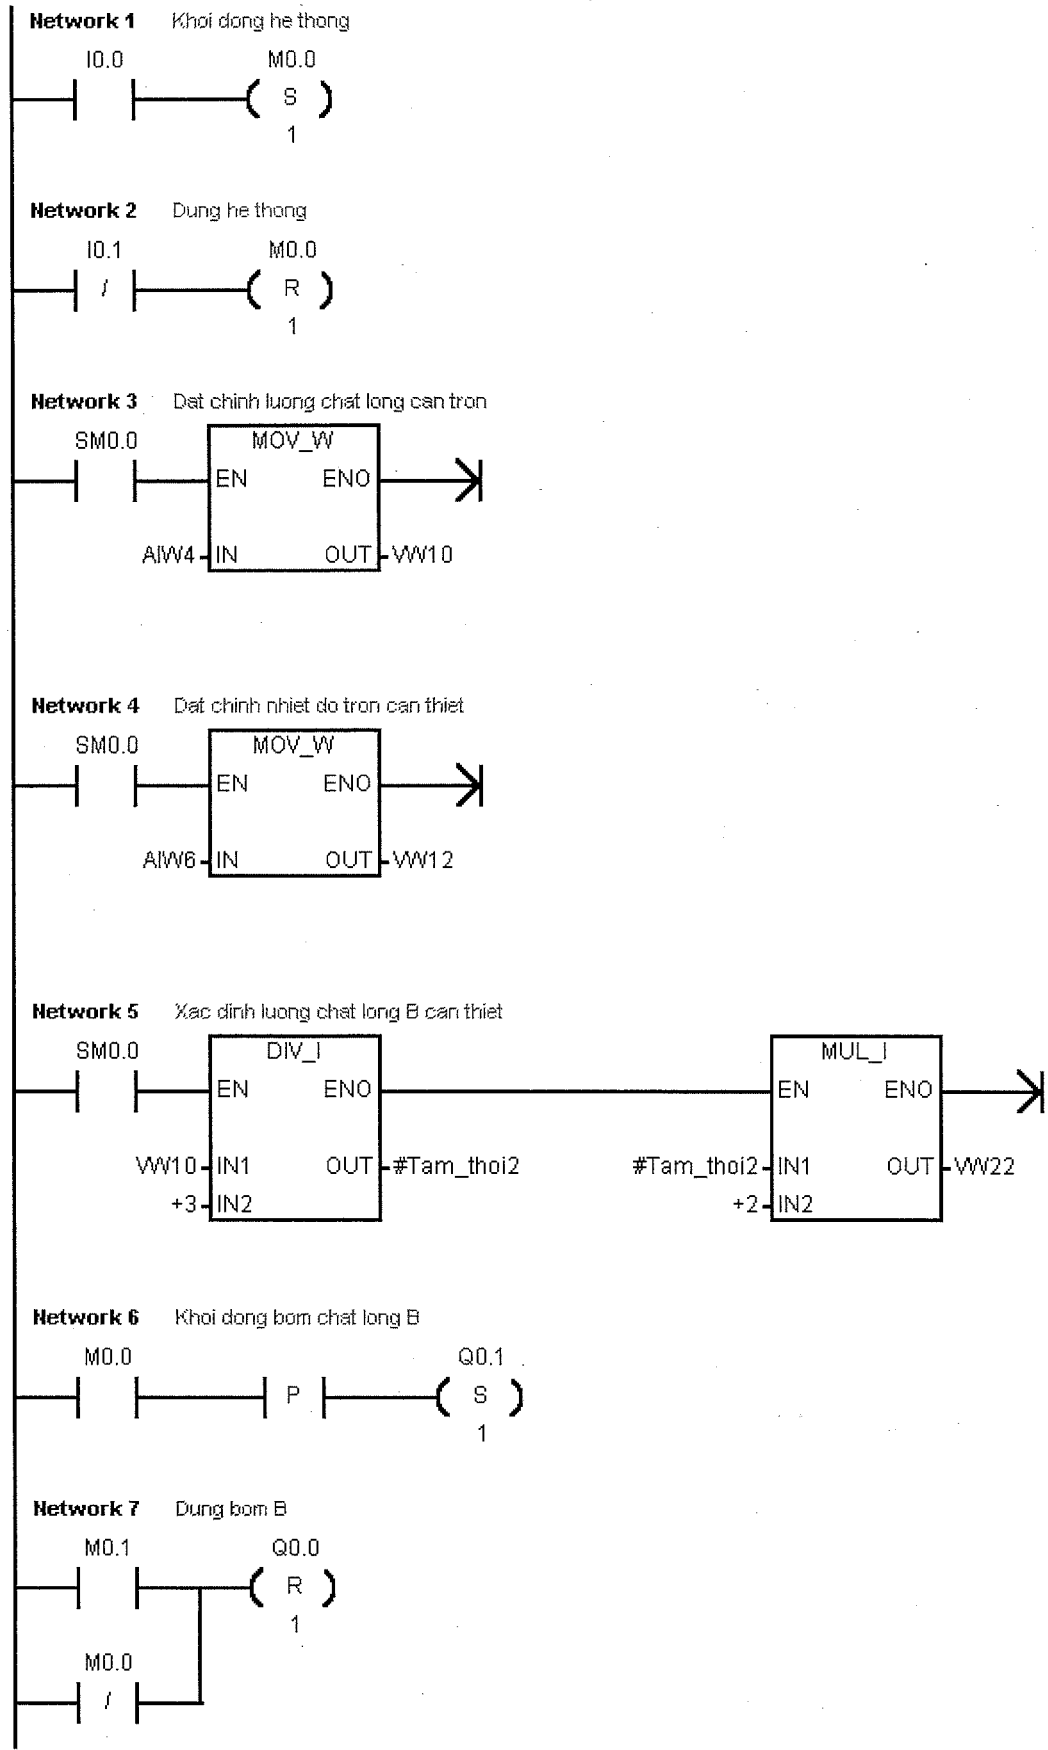 Network 1 Khoi dong he thong
I0.0 M0.0
S
1
Network 2 Dung he thong
I0.1 M0.0
/ R
1
Network 3 Dat chinh luong chat long can tron
SM0.0 MOV_W
EN ENO
AIW4 IN OUT VW10
Network 4 Dat chinh nhiet do tron can thiet
SM0.0 MOV_W
EN ENO
AIW6 IN OUT VW12
Network 5 Xac dinh luong chat long B can thiet
SM0.0 DIV_I MUL_I
EN ENO EN ENO
VW10 IN1 OUT #Tam_thoi2 #Tam_thoi2 IN1 OUT VW22
+3 IN2 +2 IN2
Network 6 Khoi dong bom chat long B
M0.0 Q0.1
P S
1
Network 7 Dung bom B
M0.1 Q0.0
R
1
M0.0
/